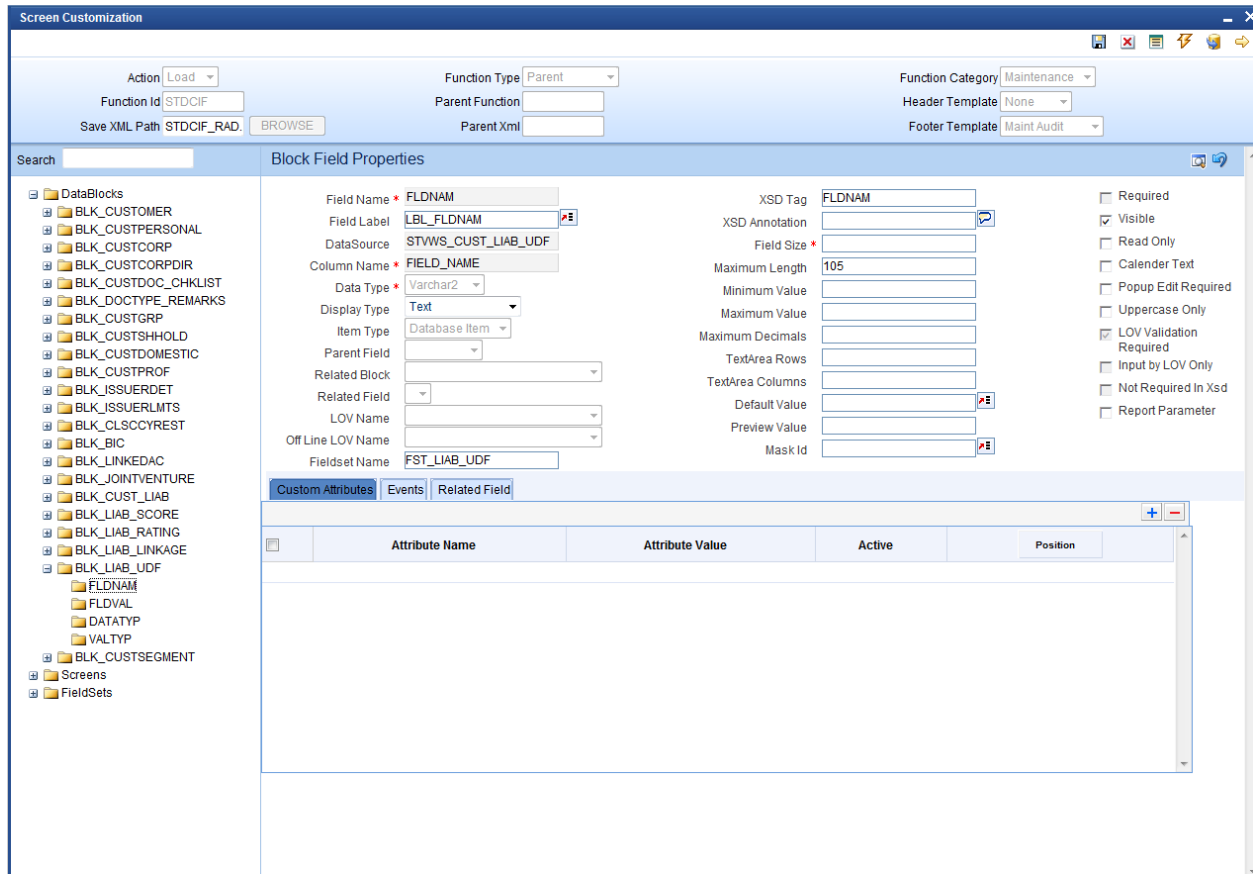 Screen Customization
Action Load Function Type Parent Function Category Maintenance
Function Id STDCIF Parent Function Header Template None
Save XML Path STDCIF_RAD. BROWSE Parent Xml Footer Template Maint Audit
Search Block Field Properties
DataBlocks
BLK_CUSTOMER
BLK_CUSTPERSONAL
BLK_CUSTCORP
BLK_CUSTCORPDIR
BLK_CUSTDOC_CHKLIST
BLK_DOCTYPE_REMARKS
BLK_CUSTGRP
BLK_CUSTSHHOLD
BLK_CUSTDOMESTIC
BLK_CUSTPROF
BLK_ISSUERDET
BLK_ISSUERLMTS
BLK_CLSCCYREST
BLK_BIC
BLK_LINKEDAC
BLK_JOINTVENTURE
BLK_CUST_LIAB
BLK_LIAB_SCORE
BLK_LIAB_RATING
BLK_LIAB_LINKAGE
BLK_LIAB_UDF
FLDNAM
FLDVAL
DATATYP
VALTYP
BLK_CUSTSEGMENT
Screens
FieldSets
Field Name * FLDNAM
Field Label LBL_FLDNAM
DataSource STVWS_CUST_LIAB_UDF
Column Name * FIELD_NAME
Data Type * Varchar2
Display Type Text
Item Type Database Item
Parent Field
Related Block
Related Field
LOV Name
Off Line LOV Name
Fieldset Name FST_LIAB_UDF
XSD Tag FLDNAM
XSD Annotation
Field Size *
Maximum Length 105
Minimum Value
Maximum Value
Maximum Decimals
TextArea Rows
TextArea Columns
Default Value
Preview Value
Mask Id
Required
Visible
Read Only
Calender Text
Popup Edit Required
Uppercase Only
LOV Validation
Required
Input by LOV Only
Not Required In Xsd
Report Parameter
Custom Attributes Events Related Field
Attribute Name Attribute Value Active Position